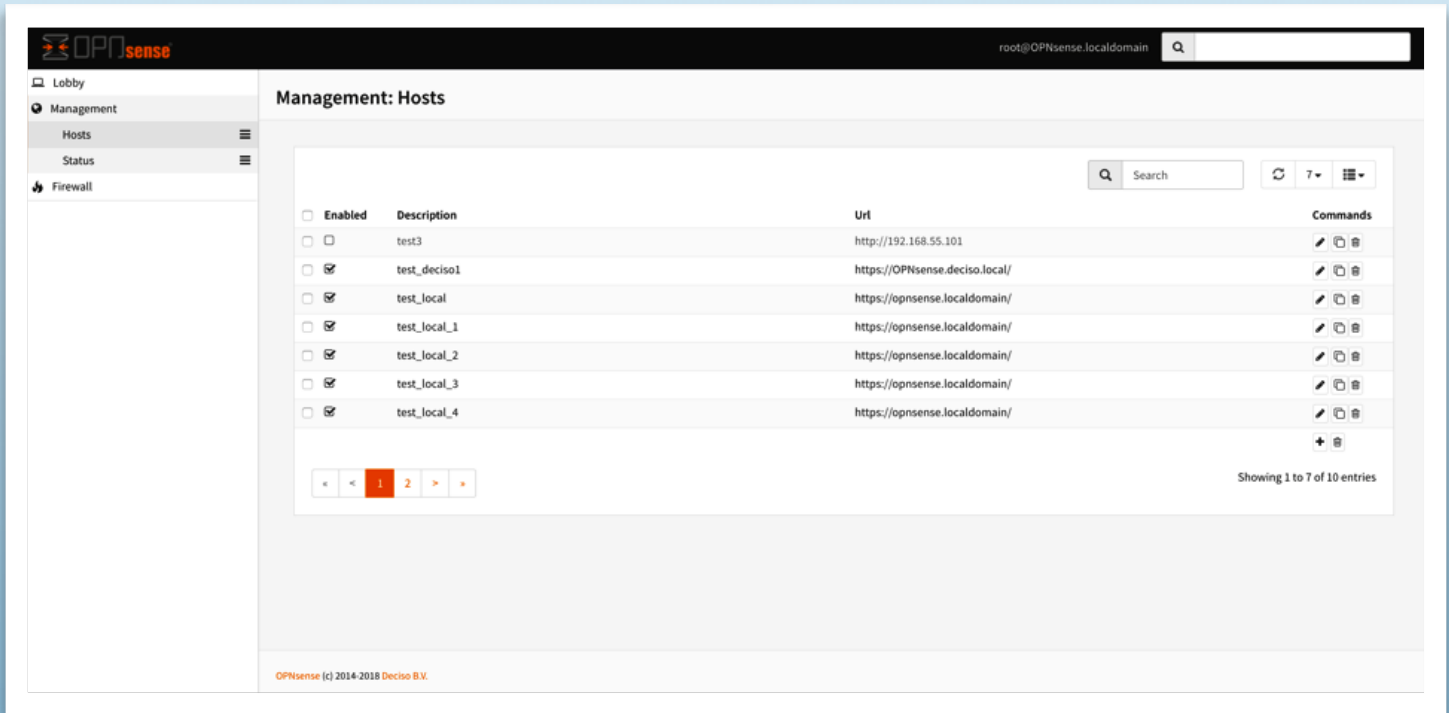 OPNsense
root@OPNsense.localdomain
Lobby
Management
Hosts
Status
Firewall
Management: Hosts
Search
7
Enabled Description Url Commands
test3 http://192.168.55.101
test_deciso1 https://OPNsense.deciso.local/
test_local https://opnsense.localdomain/
test_local_1 https://opnsense.localdomain/
test_local_2 https://opnsense.localdomain/
test_local_3 https://opnsense.localdomain/
test_local_4 https://opnsense.localdomain/
« < 1 2 > »
Showing 1 to 7 of 10 entries
OPNsense (c) 2014-2018 Deciso B.V.